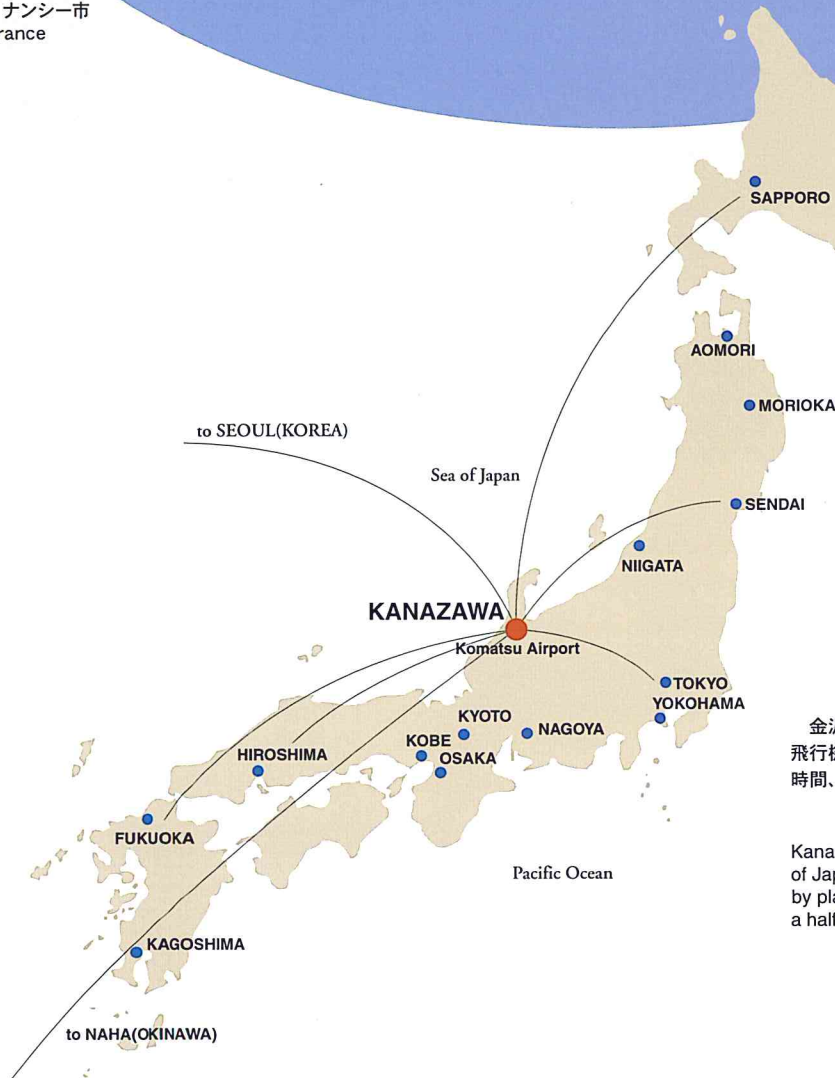 ナンシー市
rance
SAPPORO
AOMORI
MORIOKA
to SEOUL(KOREA)
Sea of Japan
SENDAI
NIIGATA
KANAZAWA
Komatsu Airport
TOKYO
YOKOHAMA
KYOTO
NAGOYA
KOBE
OSAKA
HIROSHIMA
FUKUOKA
Pacific Ocean
KAGOSHIMA
to NAHA(OKINAWA)
金沢
飛行機
時間、
Kana
of Jap
by pla
a half